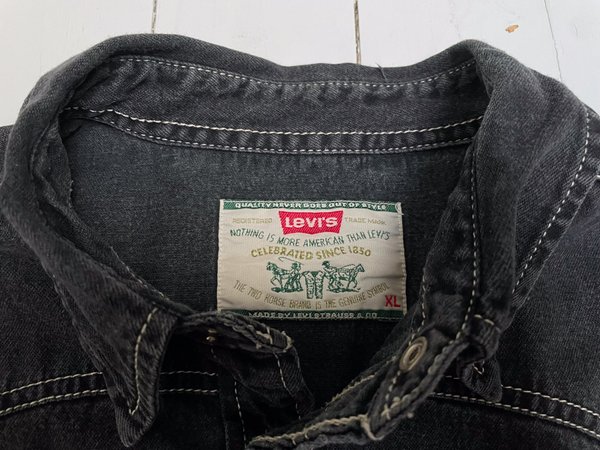 QUALITY NEVER GOES OUT OF STYLE
REGISTERED TRADE MARK
LEVI'S
NOTHING IS MORE AMERICAN THAN LEVI'S
CELEBRATED SINCE 1850
THE TWO HORSE BRAND IS THE GENUINE SYMBOL
XL
MADE BY LEVI STRAUSS & CO